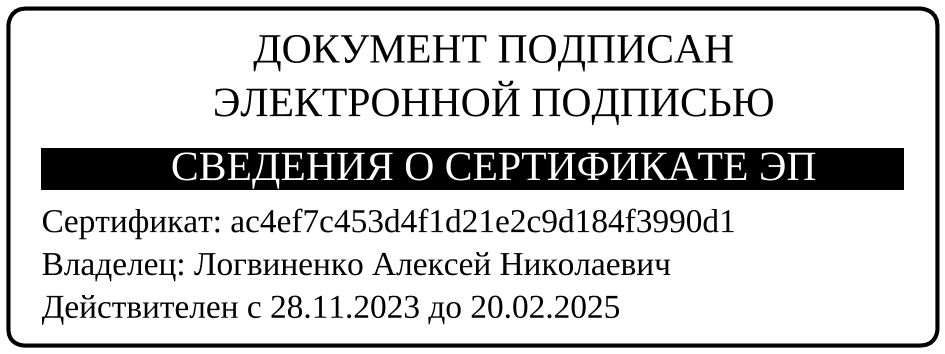 ДОКУМЕНТ ПОДПИСАН
ЭЛЕКТРОННОЙ ПОДПИСЬЮ
СВЕДЕНИЯ О СЕРТИФИКАТЕ ЭП
Сертификат: ac4ef7c453d4f1d21e2c9d184f3990d1
Владелец: Логвиненко Алексей Николаевич
Действителен с 28.11.2023 до 20.02.2025